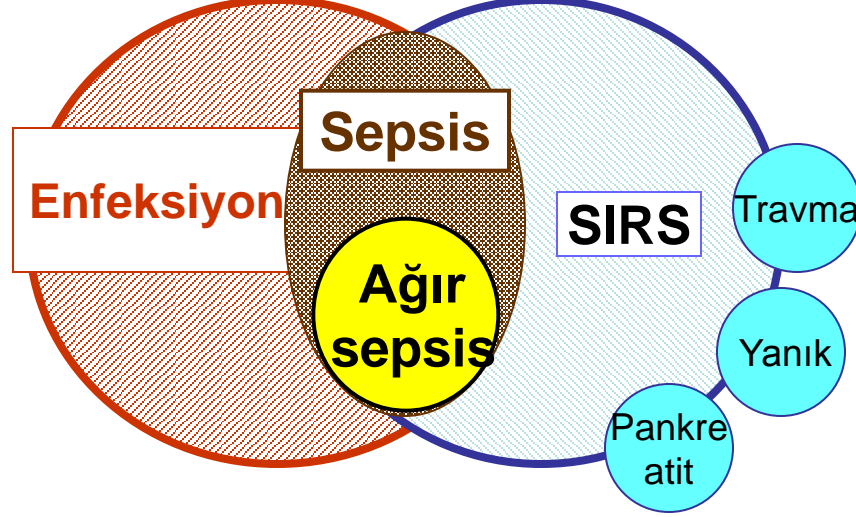 Sepsis
Enfeksiyon
SIRS
Travma
Ağır
sepsis
Yanık
Pankre
atit